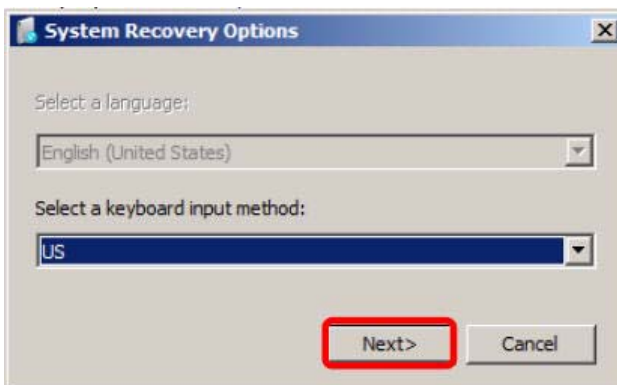 System Recovery Options
Select a language:
English (United States)
Select a keyboard input method:
US
Next> Cancel